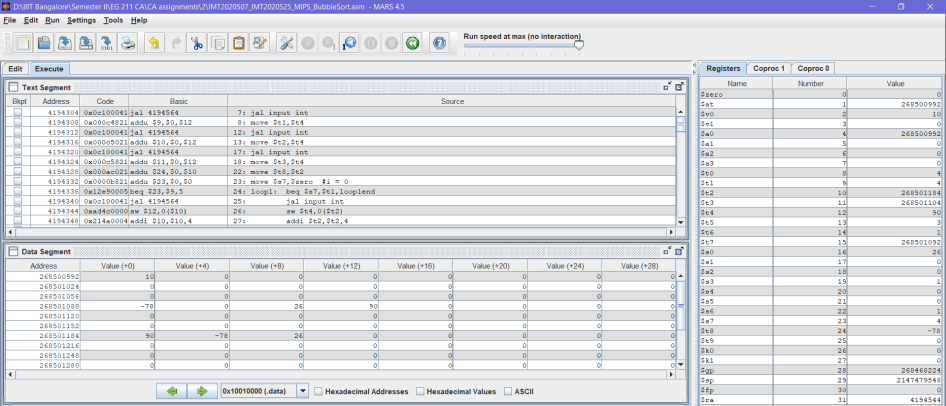 D:\IIIT Bangalore\Semester II\EG 211 CA\CA assignments\2\IMT2020507_IMT2020525_MIPS_BubbleSort.asm - MARS 4.5
File Edit Run Settings Tools Help
Run speed at max (no interaction)
Edit Execute
Text Segment
Bkpt Address Code Basic Source
4194304 0x0c100041 jal 4194564 7: jal input int
4194308 0x000c4821 addu $9,$0,$12 8: move $t1,$t4
4194312 0x0c100041 jal 4194564 12: jal input int
4194316 0x000c5021 addu $10,$0,$12 13: move $t2,$t4
4194320 0x0c100041 jal 4194564 17: jal input int
4194324 0x000c5821 addu $11,$0,$12 18: move $t3,$t4
4194328 0x000ac021 addu $24,$0,$10 22: move $t8,$t2
4194332 0x0000b821 addu $23,$0,$0 23: move $s7,$zero #i = 0
4194336 0x12e90005 beq $23,$9,5 24: loop1: beq $s7,$t1,loop1end
4194340 0x0c100041 jal 4194564 25: jal input int
4194344 0xad4c0000 sw $12,0($10) 26: sw $t4,0($t2)
4194348 0x214a0004 addi $10,$10,4 27: addi $t2,$t2,4
Data Segment
Address Value (+0) Value (+4) Value (+8) Value (+12) Value (+16) Value (+20) Value (+24) Value (+28)
268500992 10 0 0 0 0 0 0 0
268501024 0 0 0 0 0 0 0 0
268501056 0 0 0 0 0 0 0 0
268501088 -78 0 26 90 0 0 0 0
268501120 0 0 0 0 0 0 0 0
268501152 0 0 0 0 0 0 0 0
268501184 90 -78 26 0 0 0 0 0
268501216 0 0 0 0 0 0 0 0
268501248 0 0 0 0 0 0 0 0
268501280 0 0 0 0 0 0 0 0
0x10010000 (.data) Hexadecimal Addresses Hexadecimal Values ASCII
Registers Coproc 1 Coproc 0
Name Number Value
$zero 0 0
$at 1 268500992
$v0 2 10
$v1 3 0
$a0 4 268500992
$a1 5 0
$a2 6 0
$a3 7 0
$t0 8 4
$t1 9 4
$t2 10 268501184
$t3 11 268501104
$t4 12 90
$t5 13 3
$t6 14 1
$t7 15 268501092
$s0 16 26
$s1 17 0
$s2 18 0
$s3 19 1
$s4 20 0
$s5 21 0
$s6 22 1
$s7 23 4
$t8 24 -78
$t9 25 0
$k0 26 0
$k1 27 0
$gp 28 268468224
$sp 29 2147479548
$fp 30 0
$ra 31 4194544